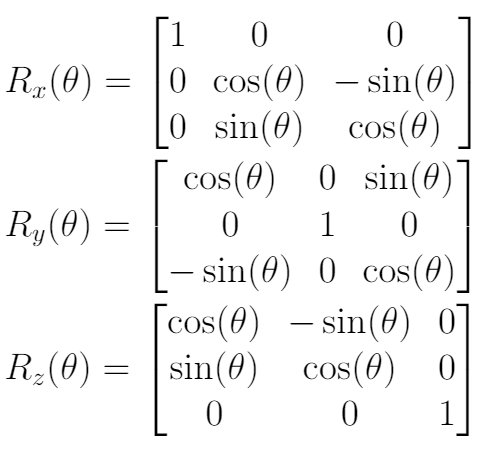 1 0 0
R_x(θ) = 0 cos(θ) − sin(θ)
0 sin(θ) cos(θ)
cos(θ) 0 sin(θ)
R_y(θ) = 0 1 0
− sin(θ) 0 cos(θ)
cos(θ) − sin(θ) 0
R_z(θ) = sin(θ) cos(θ) 0
0 0 1